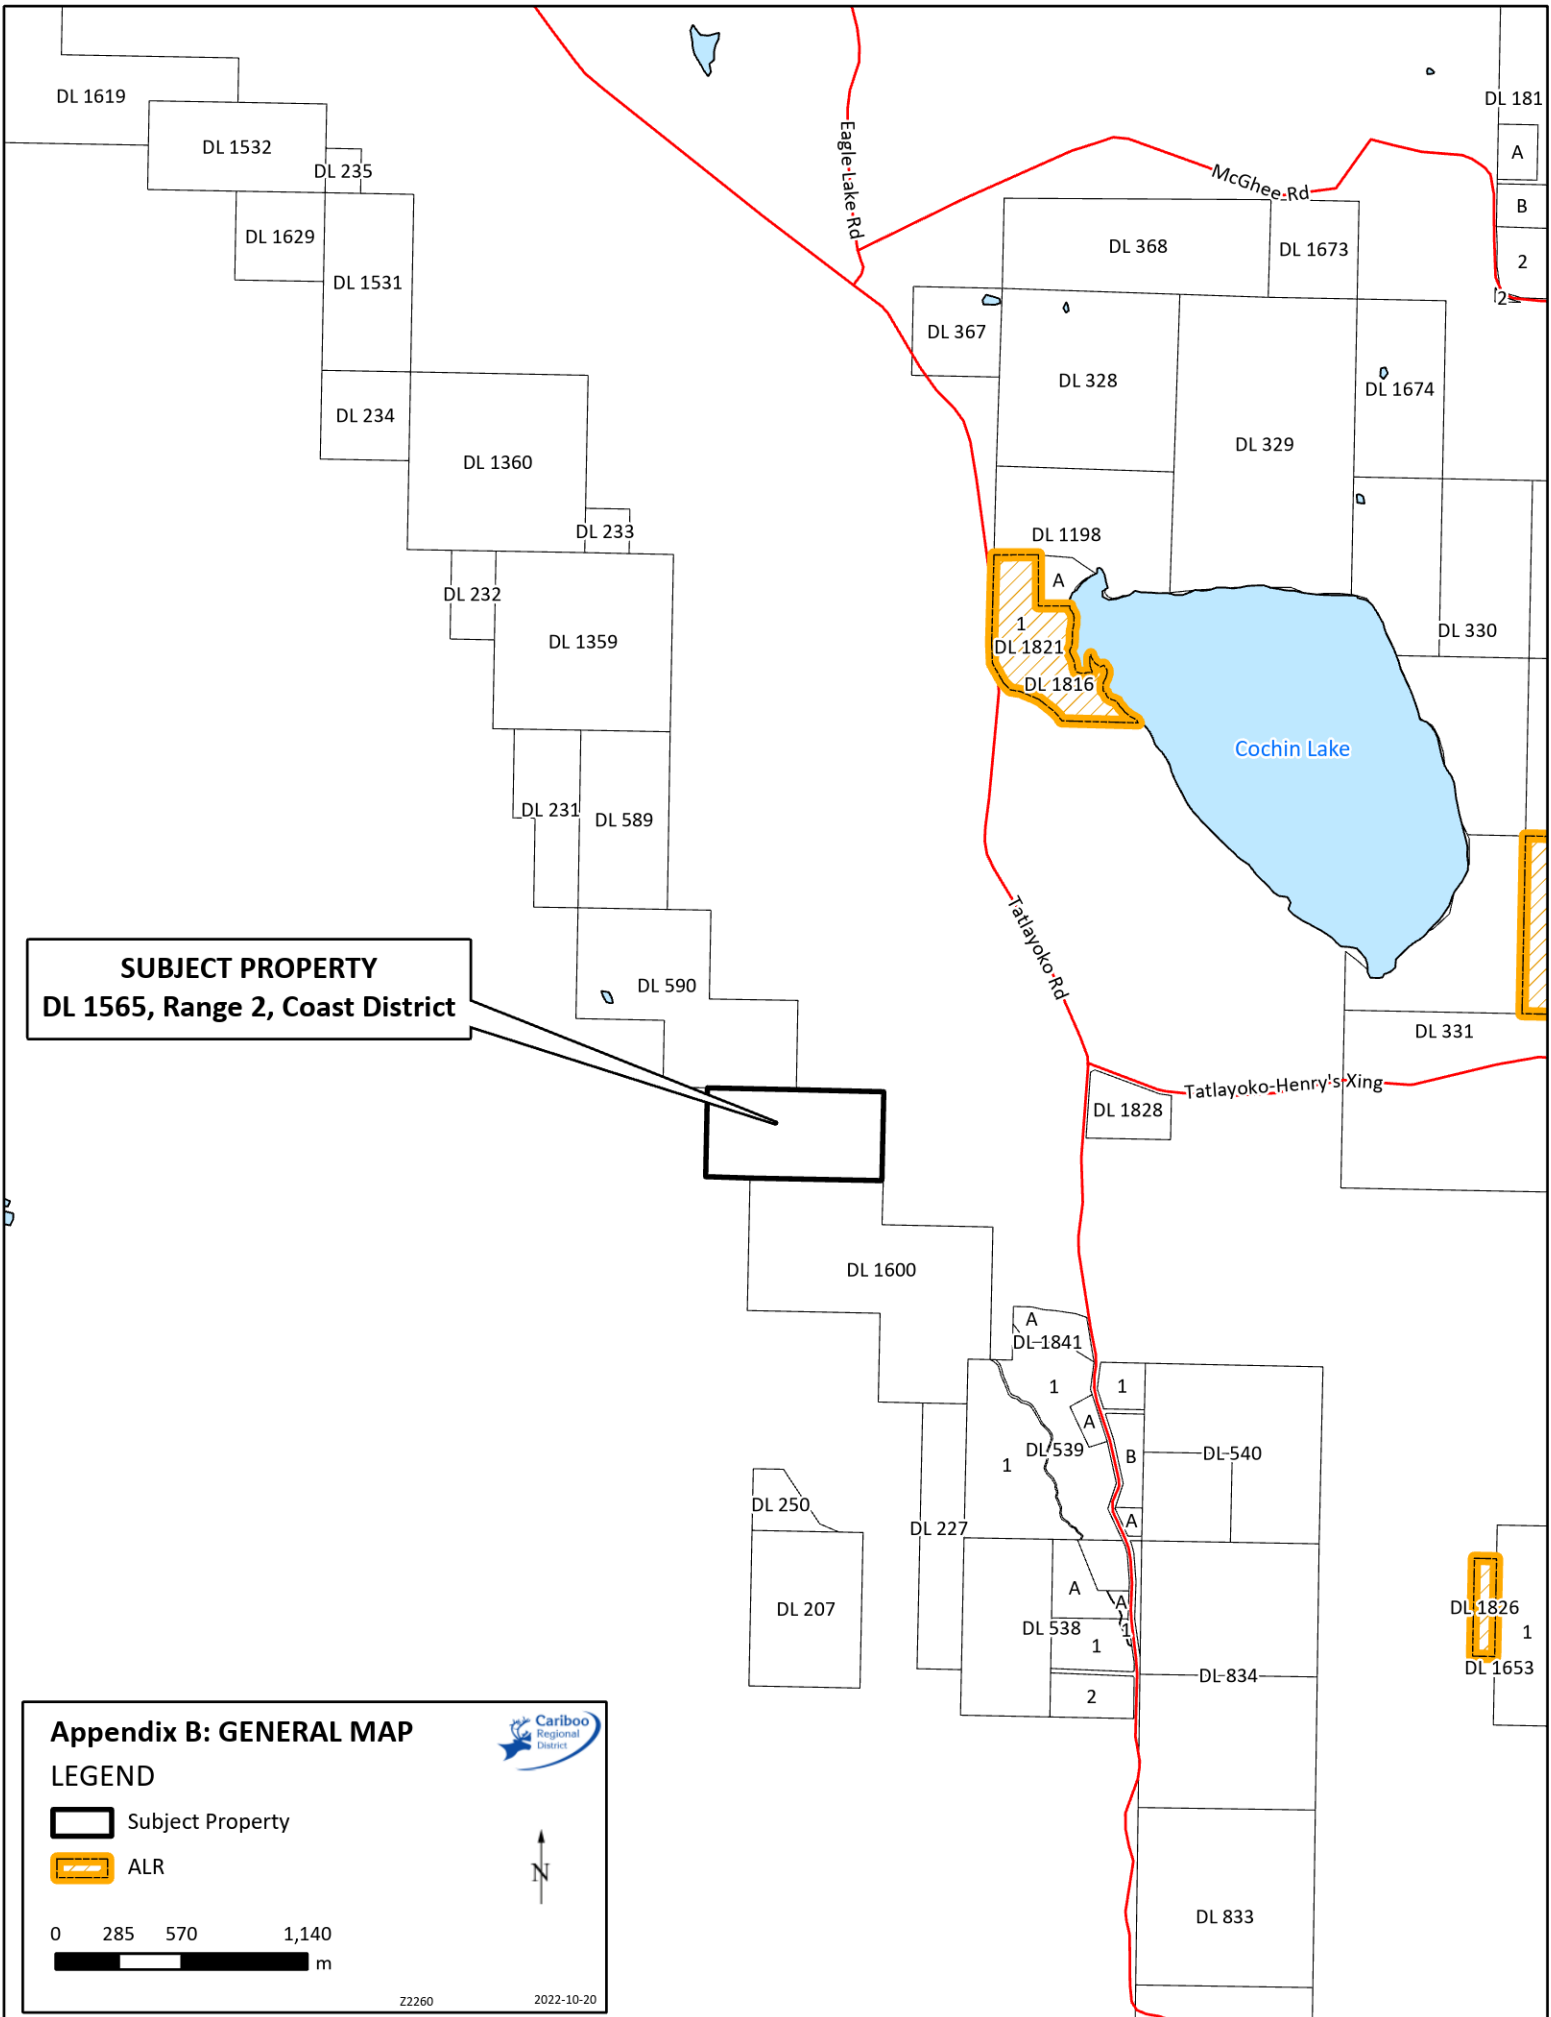 DL 1619
DL 1532
DL 235
DL 1629
DL 1531
DL 234
DL 1360
DL 233
DL 232
DL 1359
DL 231
DL 589
DL 590
Eagle Lake Rd
McGhee Rd
DL 181
A
B
2
2
DL 368
DL 1673
DL 367
DL 328
DL 329
DL 1674
DL 1198
A
1
DL 1821
DL 1816
DL 330
Cochin Lake
SUBJECT PROPERTY
DL 1565, Range 2, Coast District
Tatlayoko Rd
DL 331
Tatlayoko-Henry's Xing
DL 1828
DL 1600
A
DL 1841
1
1
A
DL 539
B
1
DL 540
A
DL 250
DL 227
DL 207
A
A
DL 538
1
1
2
DL 834
DL 1826
1
DL 1653
DL 833
Appendix B: GENERAL MAP
Cariboo
Regional
District
LEGEND
Subject Property
ALR
N
0 285 570 1,140
m
Z2260 2022-10-20